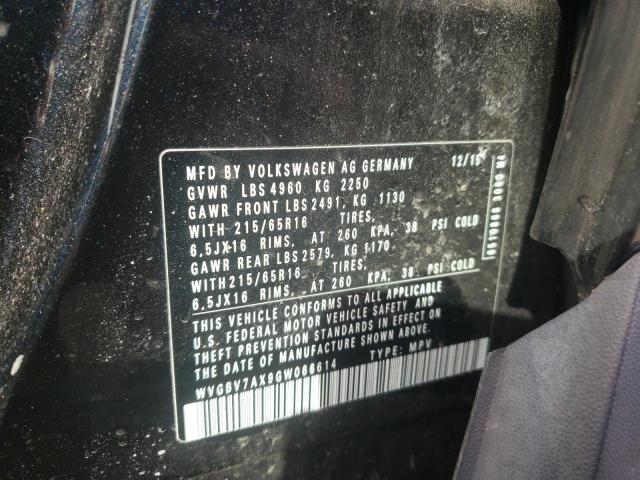 MFD BY VOLKSWAGEN AG GERMANY 12/15
GVWR LBS 4960, KG 2250
GAWR FRONT LBS 2491, KG 1130
WITH 215/65R16 TIRES,
6,5JX16 RIMS, AT 260 KPA, 38 PSI COLD
GAWR REAR LBS 2579, KG 1170
WITH 215/65R16 TIRES,
6,5JX16 RIMS, AT 260 KPA, 38 PSI COLD
THIS VEHICLE CONFORMS TO ALL APPLICABLE
U.S. FEDERAL MOTOR VEHICLE SAFETY AND
THEFT PREVENTION STANDARDS IN EFFECT ON
THE DATE OF MANUFACTURE SHOWN ABOVE.
WVGBV7AX9GW066614 TYPE: MPV